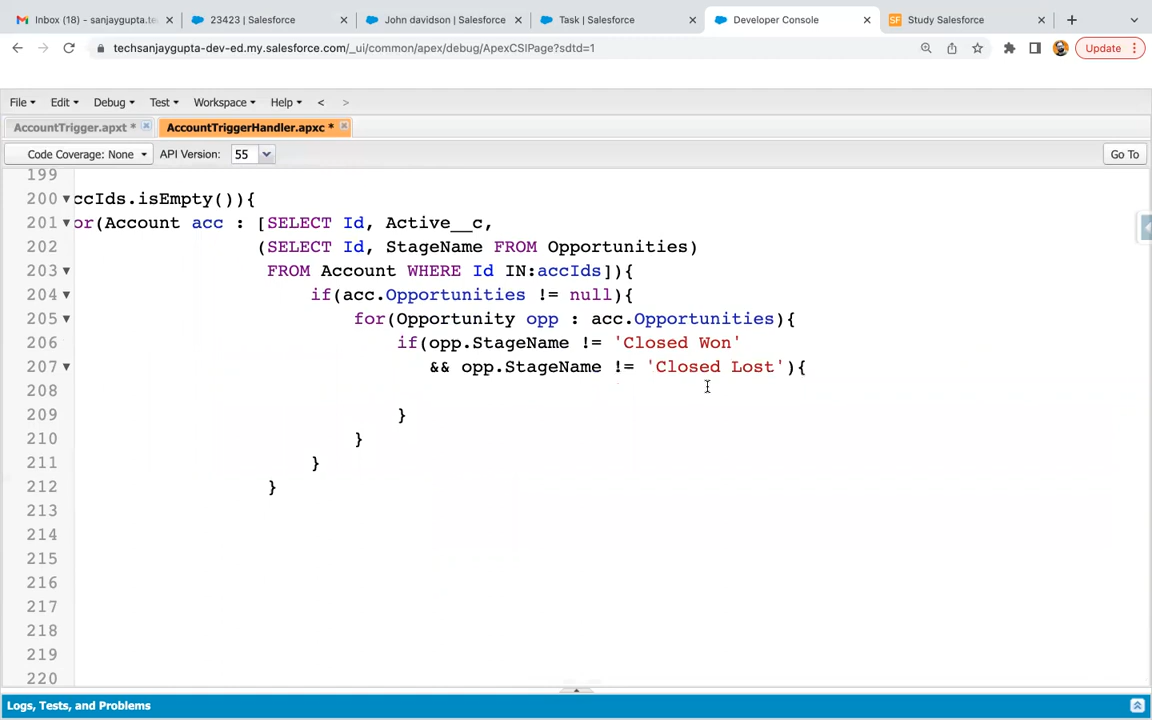 Inbox (18) - sanjaygupta.te
23423 | Salesforce
John davidson | Salesforce
Task | Salesforce
Developer Console
SF Study Salesforce
techsanjaygupta-dev-ed.my.salesforce.com/_ui/common/apex/debug/ApexCSIPage?sdtd=1
Update
File Edit Debug Test Workspace Help < >
AccountTrigger.apxt * AccountTriggerHandler.apxc *
Code Coverage: None API Version: 55 Go To
199
200 ccIds.isEmpty()){
201 or(Account acc : [SELECT Id, Active__c,
202 (SELECT Id, StageName FROM Opportunities)
203 FROM Account WHERE Id IN:accIds]){
204 if(acc.Opportunities != null){
205 for(Opportunity opp : acc.Opportunities){
206 if(opp.StageName != 'Closed Won'
207 && opp.StageName != 'Closed Lost'){
208
209 }
210 }
211 }
212 }
213
214
215
216
217
218
219
220
Logs, Tests, and Problems